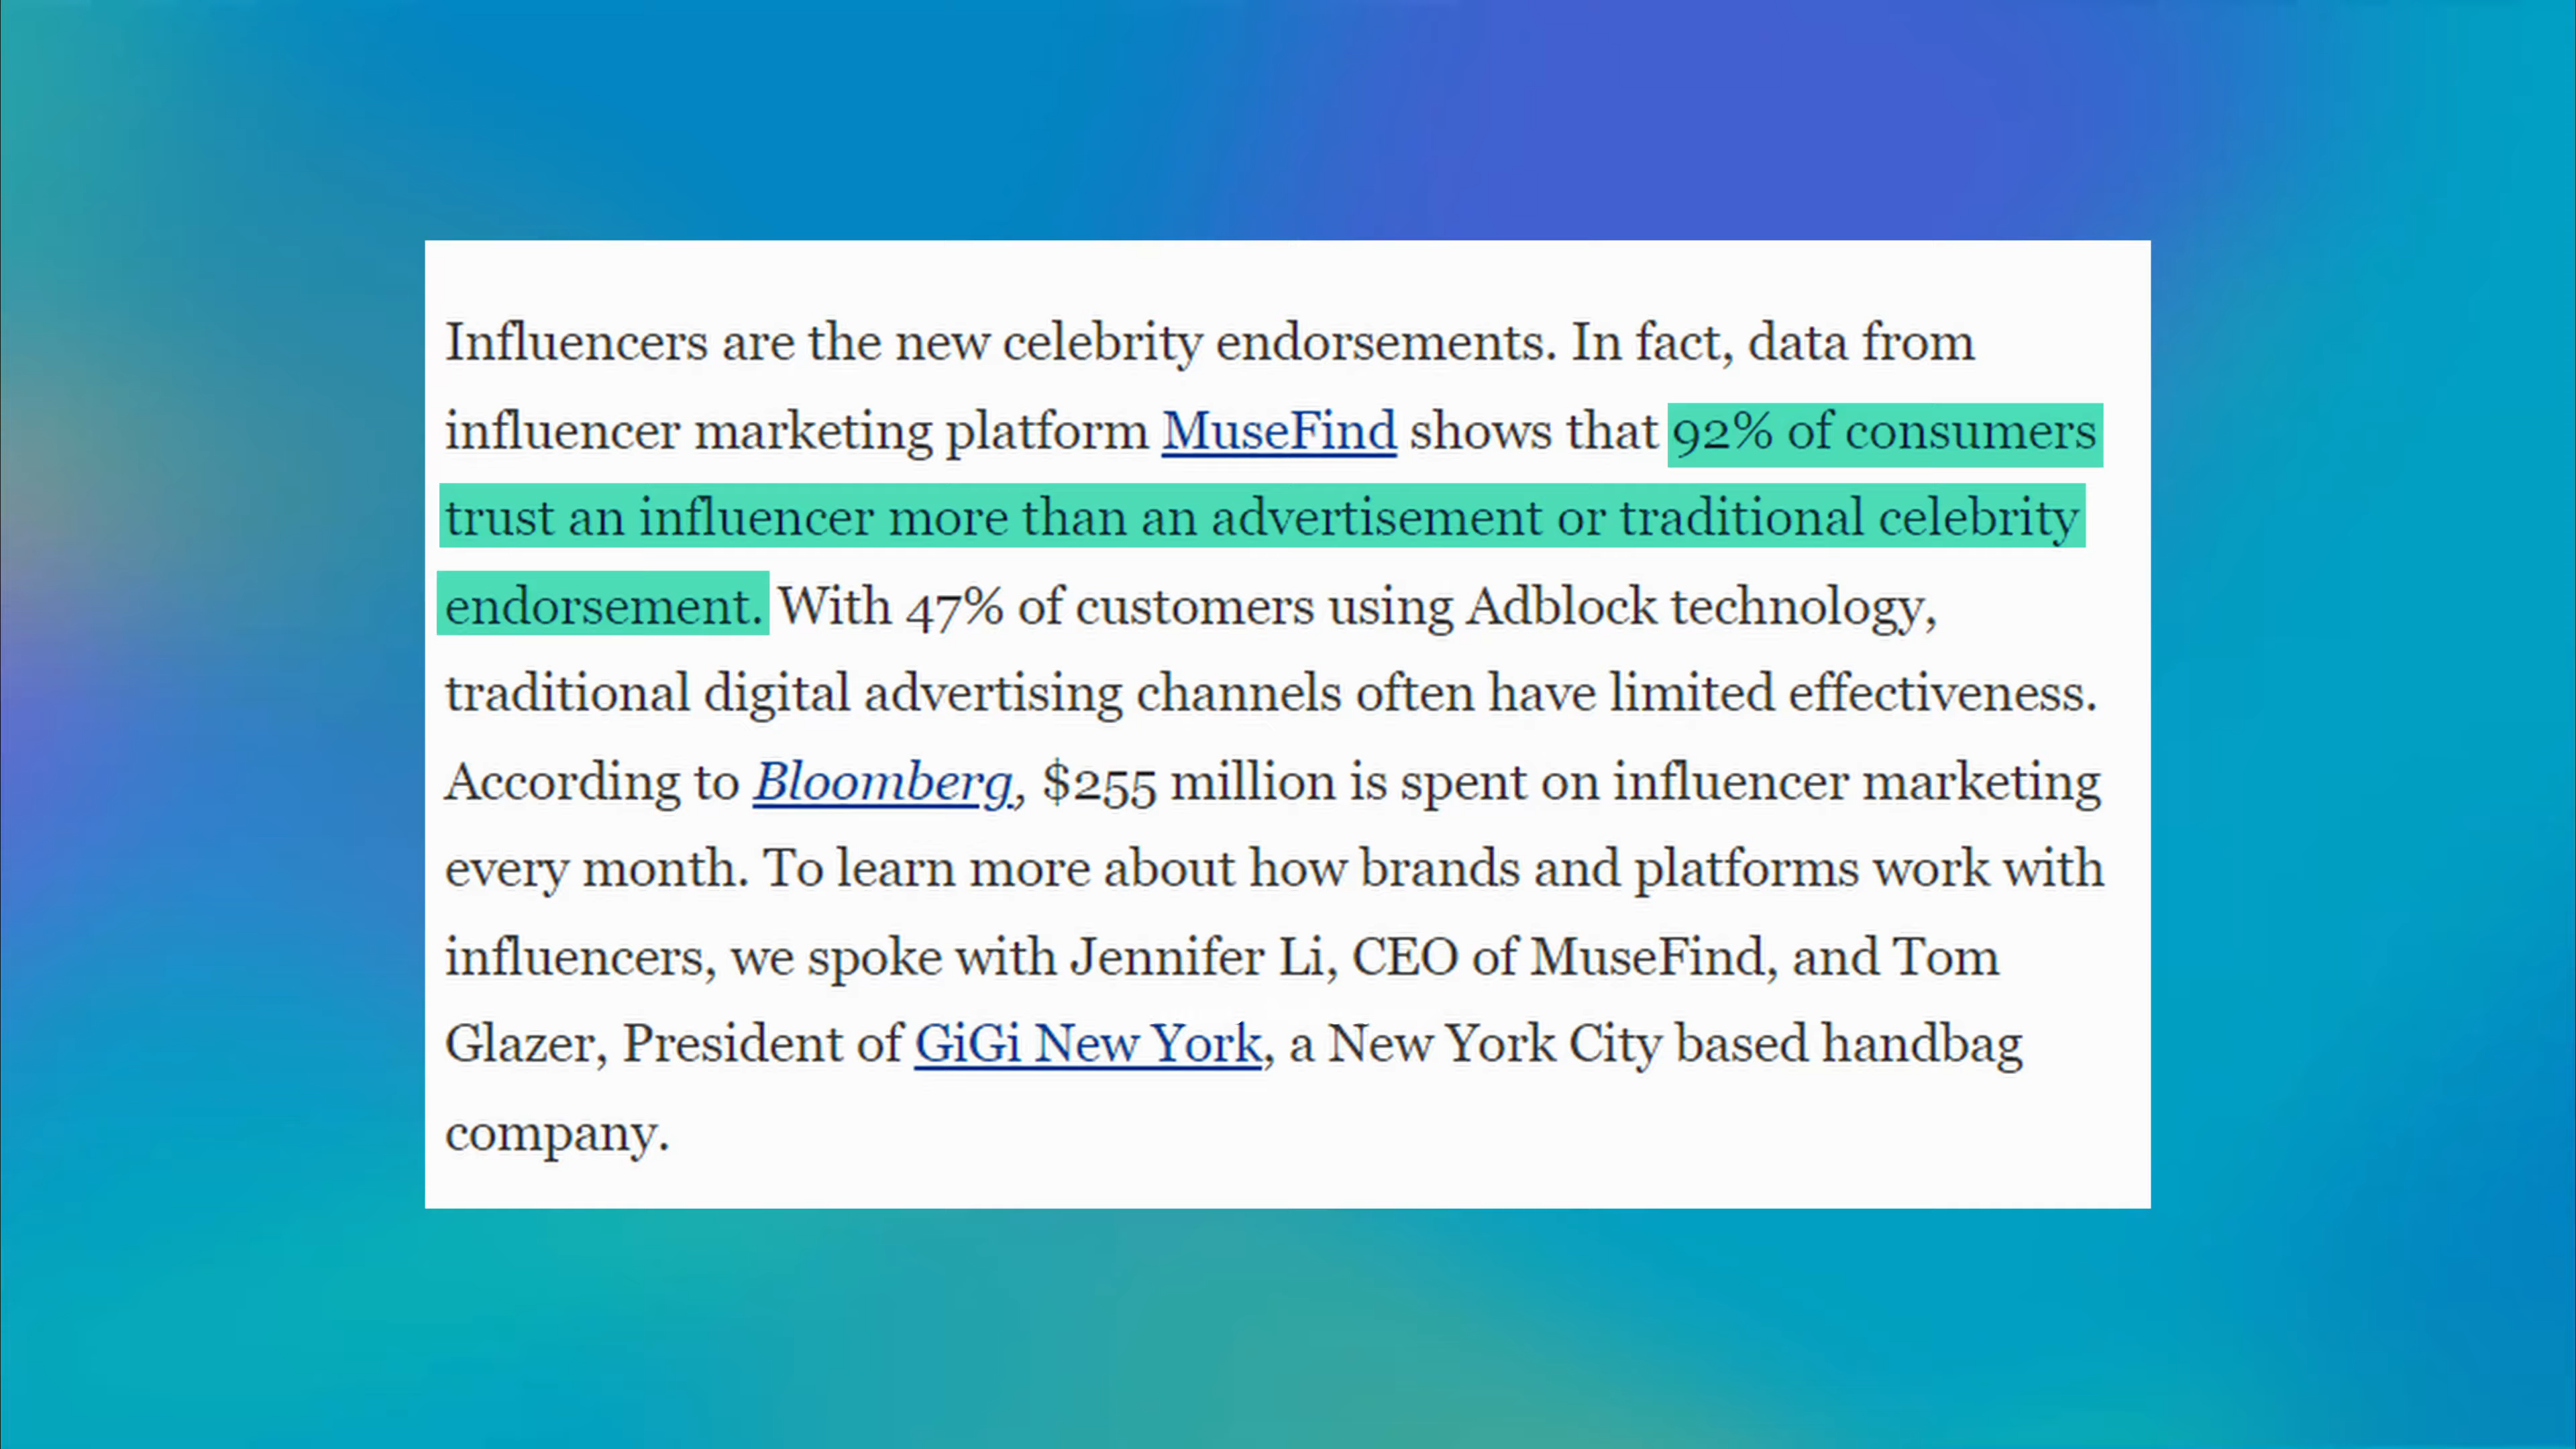 Influencers are the new celebrity endorsements. In fact, data from
influencer marketing platform MuseFind shows that 92% of consumers
trust an influencer more than an advertisement or traditional celebrity
endorsement. With 47% of customers using Adblock technology,
traditional digital advertising channels often have limited effectiveness.
According to Bloomberg, $255 million is spent on influencer marketing
every month. To learn more about how brands and platforms work with
influencers, we spoke with Jennifer Li, CEO of MuseFind, and Tom
Glazer, President of GiGi New York, a New York City based handbag
company.